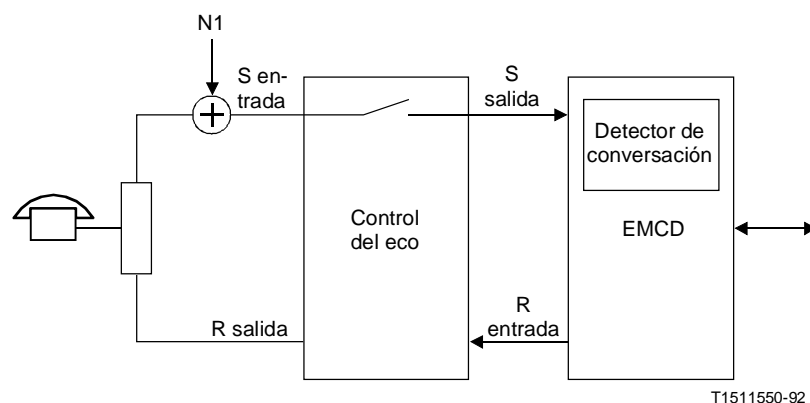 N1
S en-
trada
S
salida
Detector de
conversación
Control
del eco
EMCD
R salida
R
entrada
T1511550-92